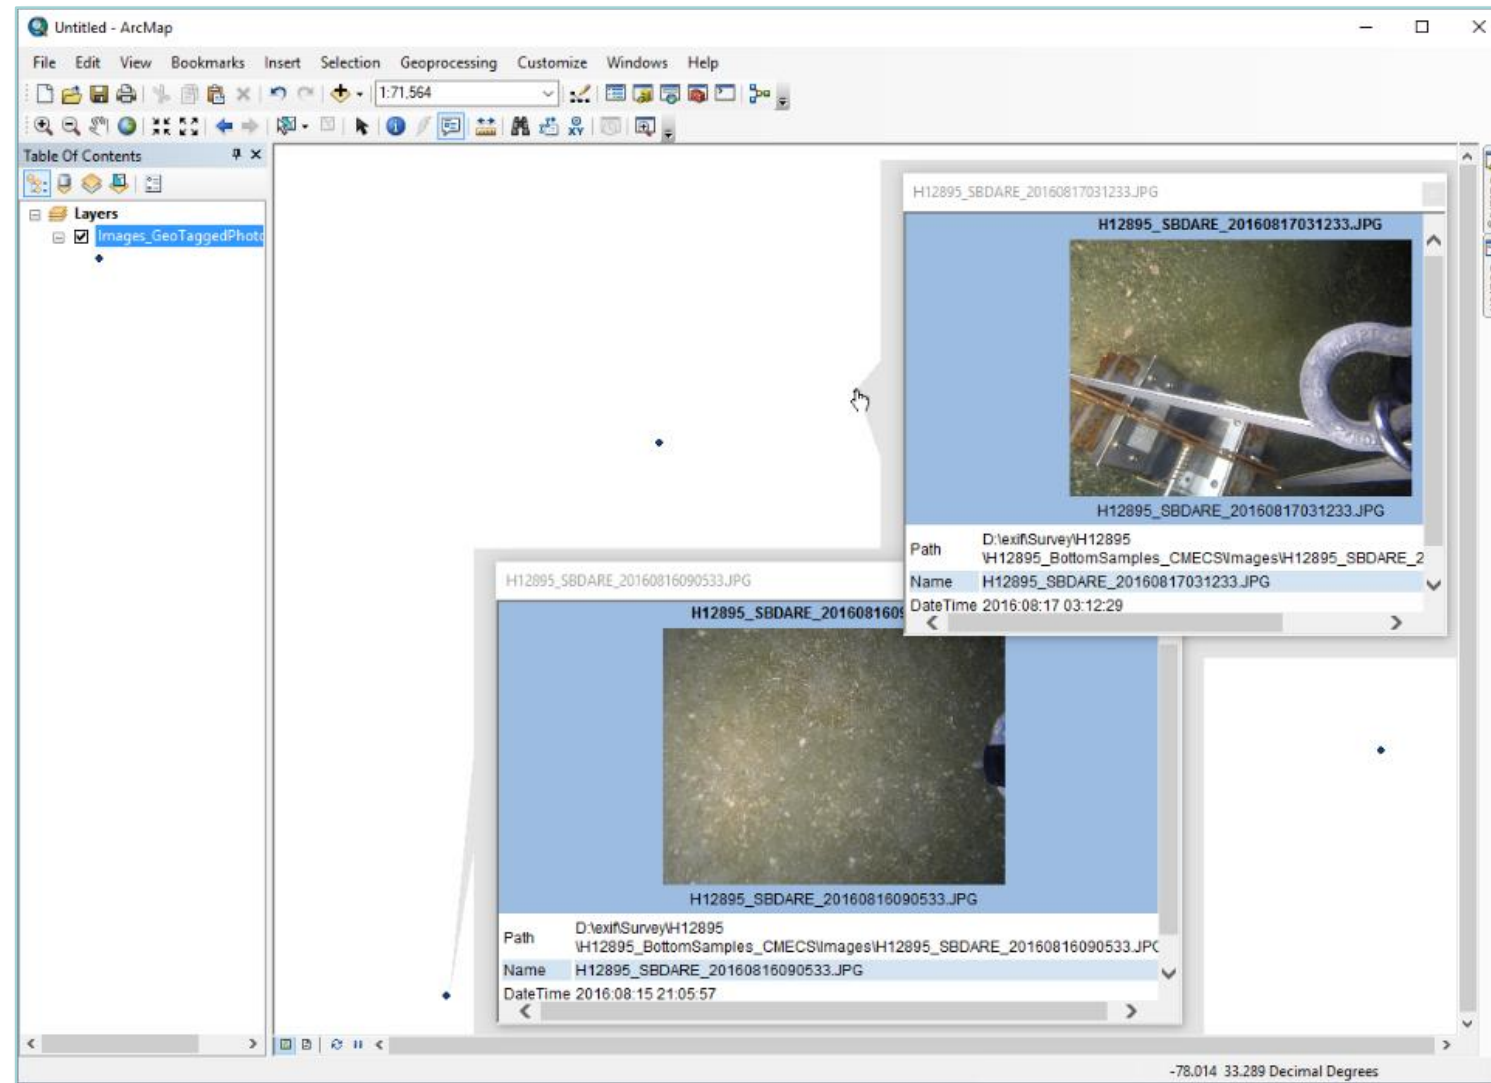 Untitled - ArcMap
File Edit View Bookmarks Insert Selection Geoprocessing Customize Windows Help
1:71,564
Table Of Contents
Layers
Images_GeoTaggedPhoto
H12895_SBDARE_20160817031233.JPG
H12895_SBDARE_20160817031233.JPG
H12895_SBDARE_20160817031233.JPG
Path D:\exif\Survey\H12895
\H12895_BottomSamples_CMECS\Images\H12895_SBDARE_2
Name H12895_SBDARE_20160817031233.JPG
DateTime 2016:08:17 03:12:29
H12895_SBDARE_20160816090533.JPG
H12895_SBDARE_2016081609
H12895_SBDARE_20160816090533.JPG
Path D:\exif\Survey\H12895
\H12895_BottomSamples_CMECS\Images\H12895_SBDARE_20160816090533.JPG
Name H12895_SBDARE_20160816090533.JPG
DateTime 2016:08:15 21:05:57
-78.014 33.289 Decimal Degrees